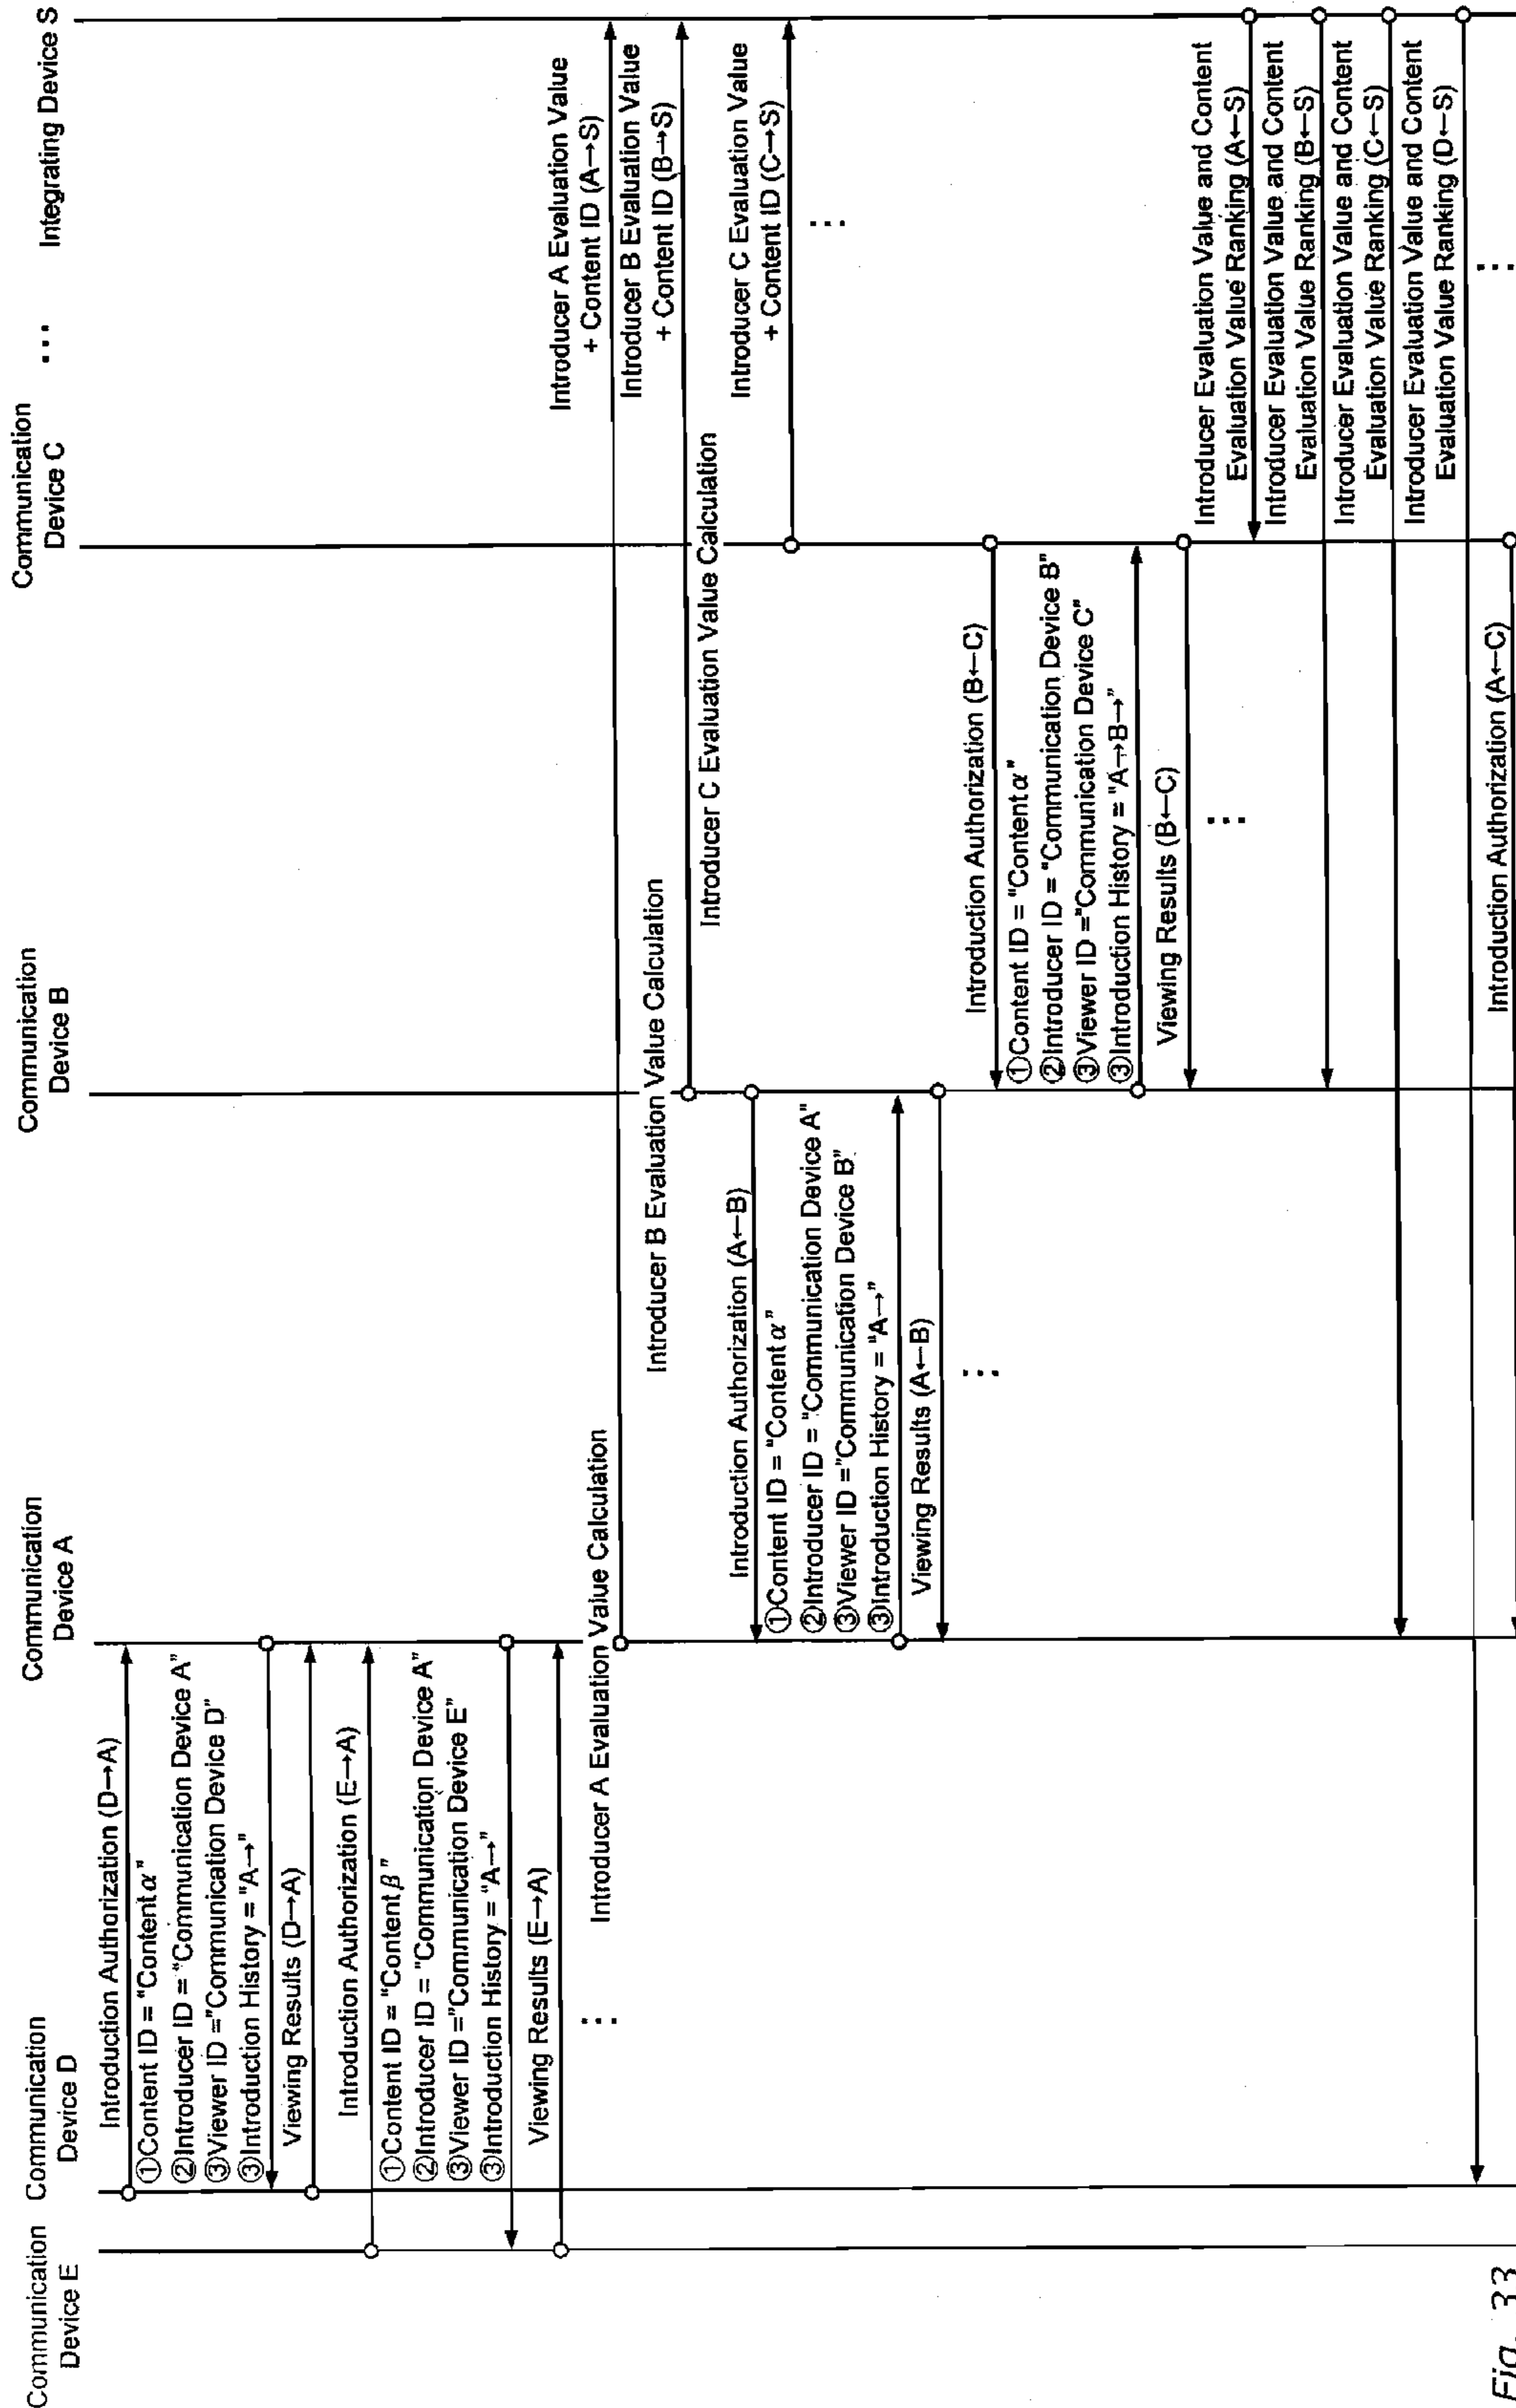 Communication
Device E
Communication
Device D
Communication
Device A
Communication
Device B
Communication
Device C
...
Integrating Device S
Introduction Authorization (D→A)
①Content ID = "Content α"
②Introducer ID = "Communication Device A"
③Viewer ID ="Communication Device D"
③Introduction History = "A→"
Viewing Results (D→A)
Introduction Authorization (E→A)
①Content ID = "Content β"
②Introducer ID = "Communication Device A"
③Viewer ID ="Communication Device E"
③Introduction History = "A→"
Viewing Results (E→A)
...
Introducer A Evaluation Value Calculation
Introducer A Evaluation Value
+ Content ID (A→S)
Introducer B Evaluation Value Calculation
Introducer B Evaluation Value
+ Content ID (B→S)
Introducer C Evaluation Value Calculation
Introducer C Evaluation Value
+ Content ID (C→S)
...
Introduction Authorization (A←B)
①Content ID = "Content α"
②Introducer ID = "Communication Device A"
③Viewer ID ="Communication Device B"
③Introduction History = "A→"
Viewing Results (A←B)
...
Introduction Authorization (B←C)
①Content ID = "Content α"
②Introducer ID = "Communication Device B"
③Viewer ID ="Communication Device C"
③Introduction History = "A→B→"
Viewing Results (B←C)
...
Introducer Evaluation Value and Content
Evaluation Value Ranking (A←S)
Introducer Evaluation Value and Content
Evaluation Value Ranking (B←S)
Introducer Evaluation Value and Content
Evaluation Value Ranking (C←S)
Introducer Evaluation Value and Content
Evaluation Value Ranking (D←S)
...
Introduction Authorization (A←C)
Fig. 33